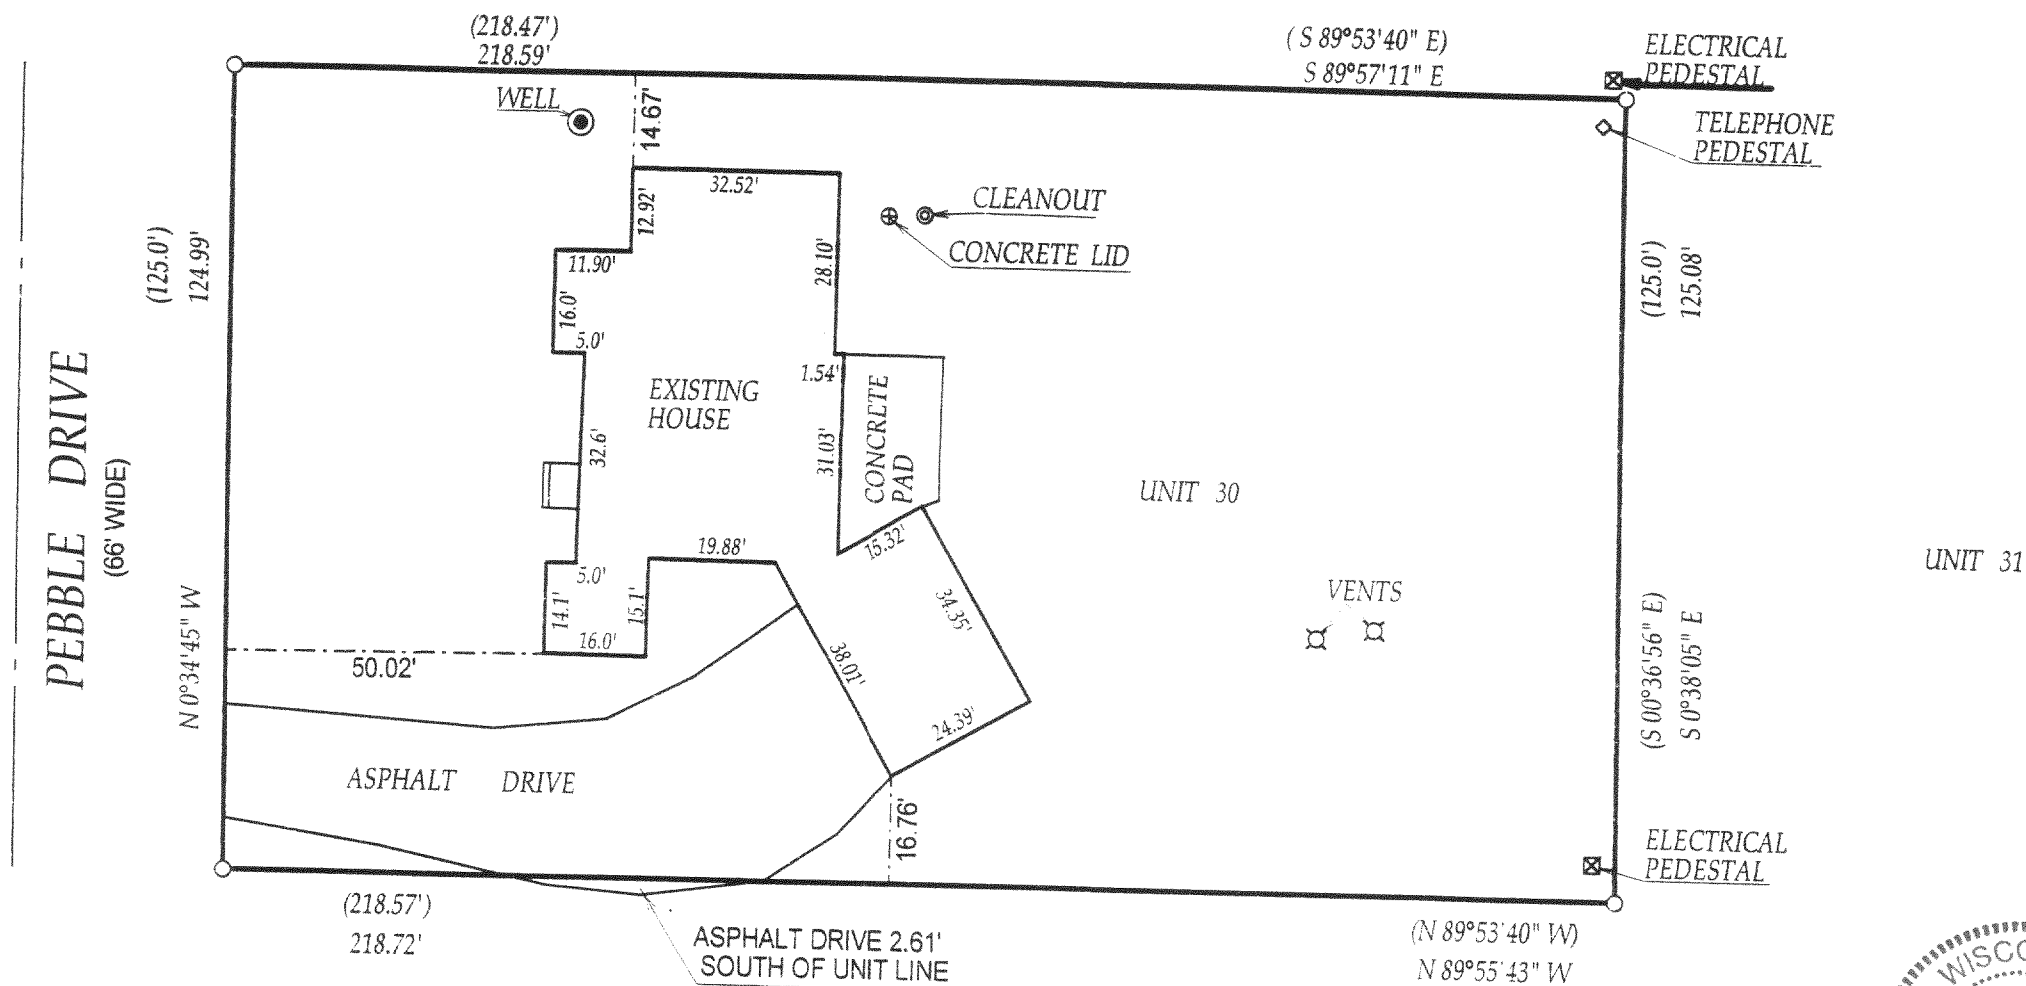 (218.47')
218.59'
( S 89°53'40" E)
S 89°57'11" E
ELECTRICAL
PEDESTAL
WELL
14.67'
TELEPHONE
PEDESTAL
32.52'
12.92'
CLEANOUT
CONCRETE LID
(125.0')
124.99'
11.90'
28.10'
(125.0')
125.08'
16.0'
5.0'
1.54'
EXISTING
HOUSE
PEBBLE DRIVE
(66' WIDE)
32.6'
31.03'
CONCRETE
PAD
UNIT 30
UNIT 31
19.88'
15.32'
5.0'
14.1'
15.1'
16.0'
34.35'
VENTS
N 0°34'45" W
50.02'
38.01'
(S 00°36'56" E)
S 0°38'05" E
24.39'
ASPHALT DRIVE
16.76'
ELECTRICAL
PEDESTAL
(218.57')
218.72'
ASPHALT DRIVE 2.61'
SOUTH OF UNIT LINE
(N 89°53'40" W)
N 89°55'43" W
WISCO